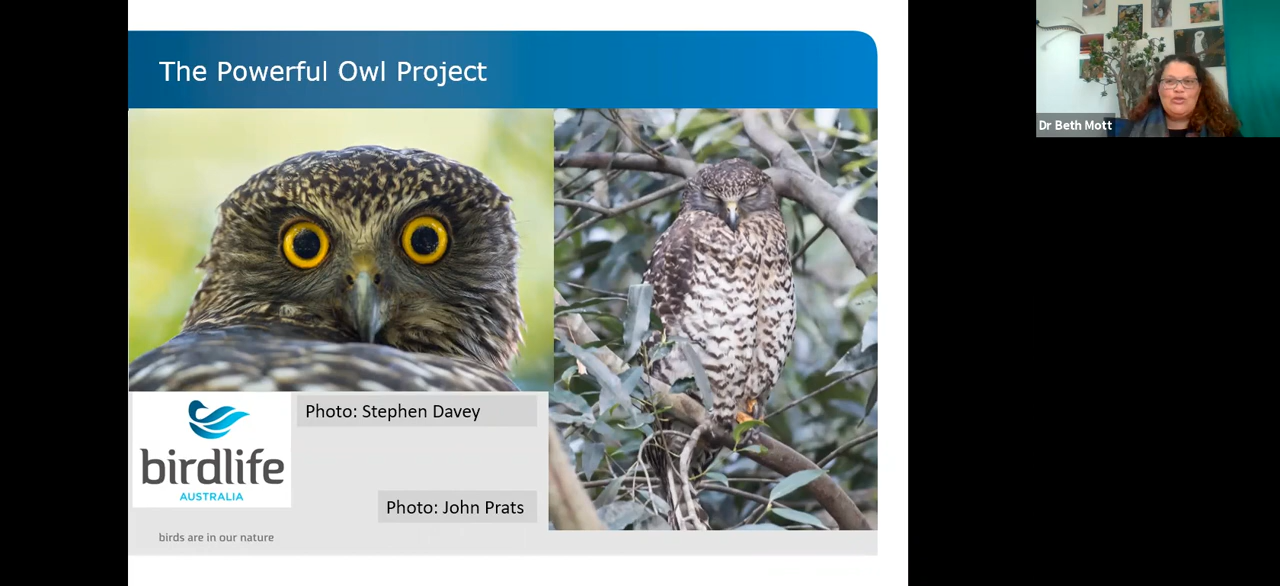 The Powerful Owl Project
Dr Beth Mott
Photo: Stephen Davey
birdlife
AUSTRALIA
Photo: John Prats
birds are in our nature